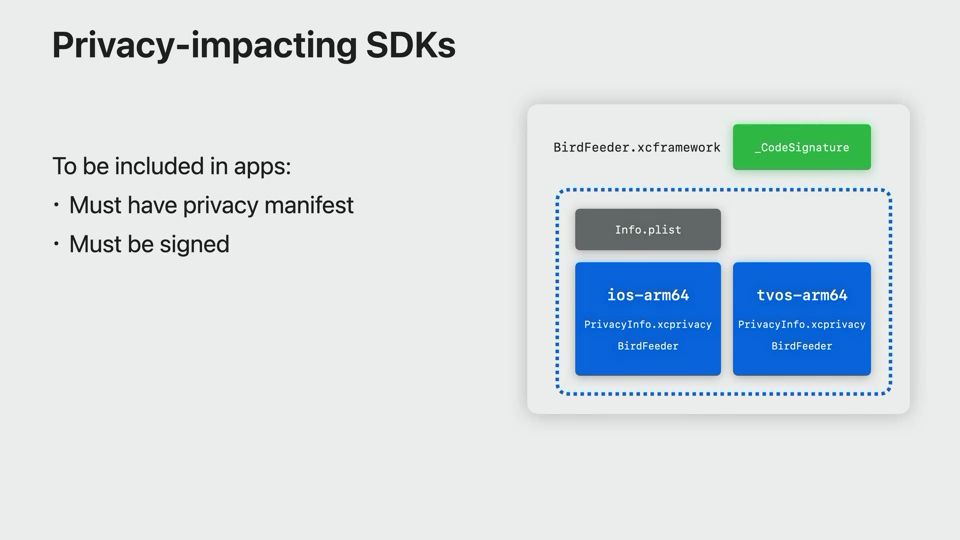 Privacy-impacting SDKs
To be included in apps:
• Must have privacy manifest
• Must be signed
BirdFeeder.xcframework
_CodeSignature
Info.plist
ios-arm64
PrivacyInfo.xcprivacy
BirdFeeder
tvos-arm64
PrivacyInfo.xcprivacy
BirdFeeder